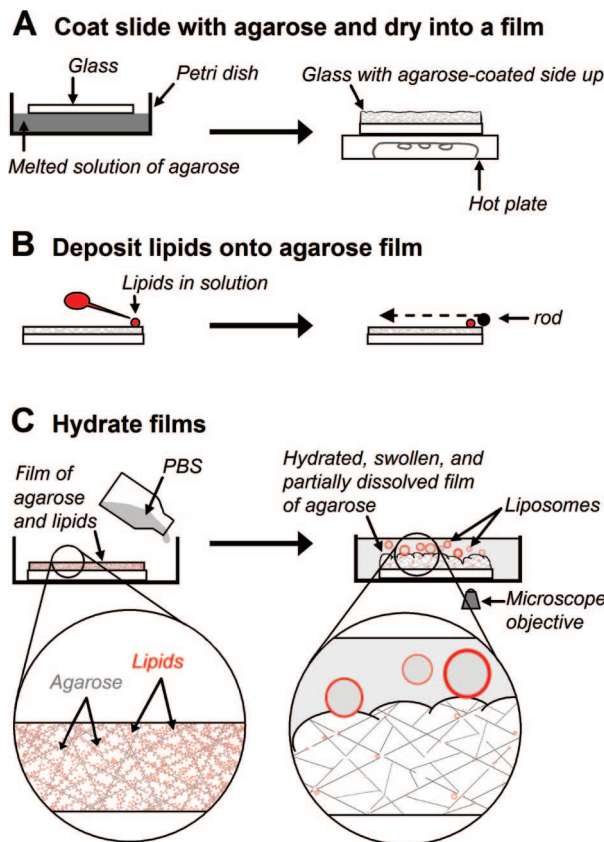 A Coat slide with agarose and dry into a film
Glass
Petri dish
Melted solution of agarose
Glass with agarose-coated side up
Hot plate
B Deposit lipids onto agarose film
Lipids in solution
rod
C Hydrate films
Film of
agarose
and lipids
PBS
Hydrated, swollen, and
partially dissolved film
of agarose
Liposomes
Microscope
objective
Agarose
Lipids